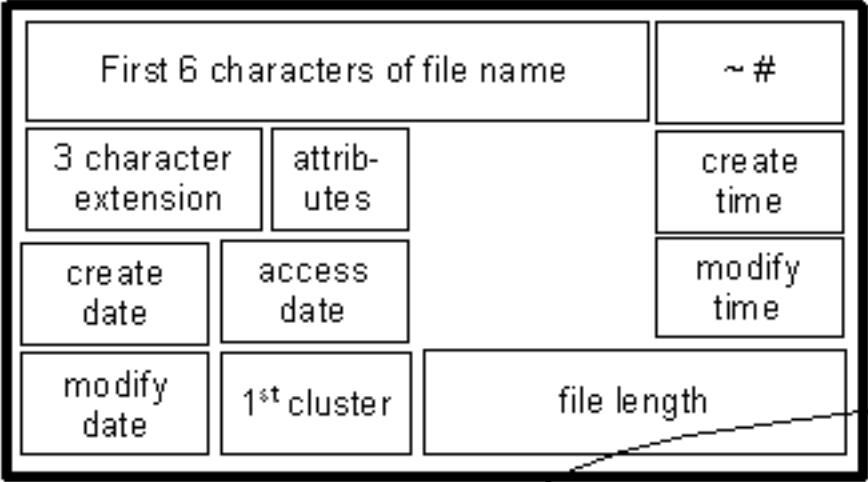 First 6 characters of file name
~ #
3 character
extension
attrib-
utes
create
time
create
date
access
date
modify
time
modify
date
1st cluster
file length